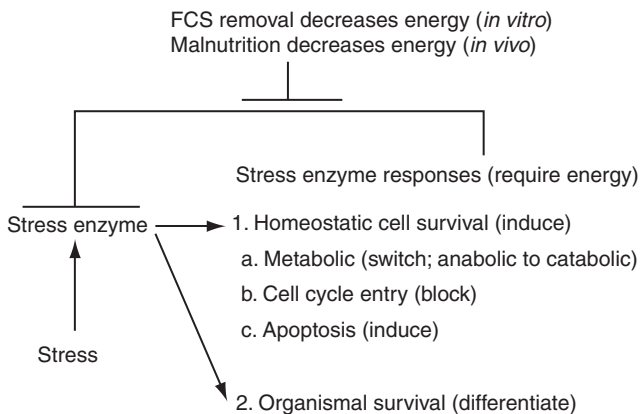 FCS removal decreases energy (in vitro)
Malnutrition decreases energy (in vivo)
Stress enzyme responses (require energy)
Stress enzyme
1. Homeostatic cell survival (induce)
a. Metabolic (switch; anabolic to catabolic)
b. Cell cycle entry (block)
c. Apoptosis (induce)
Stress
2. Organismal survival (differentiate)